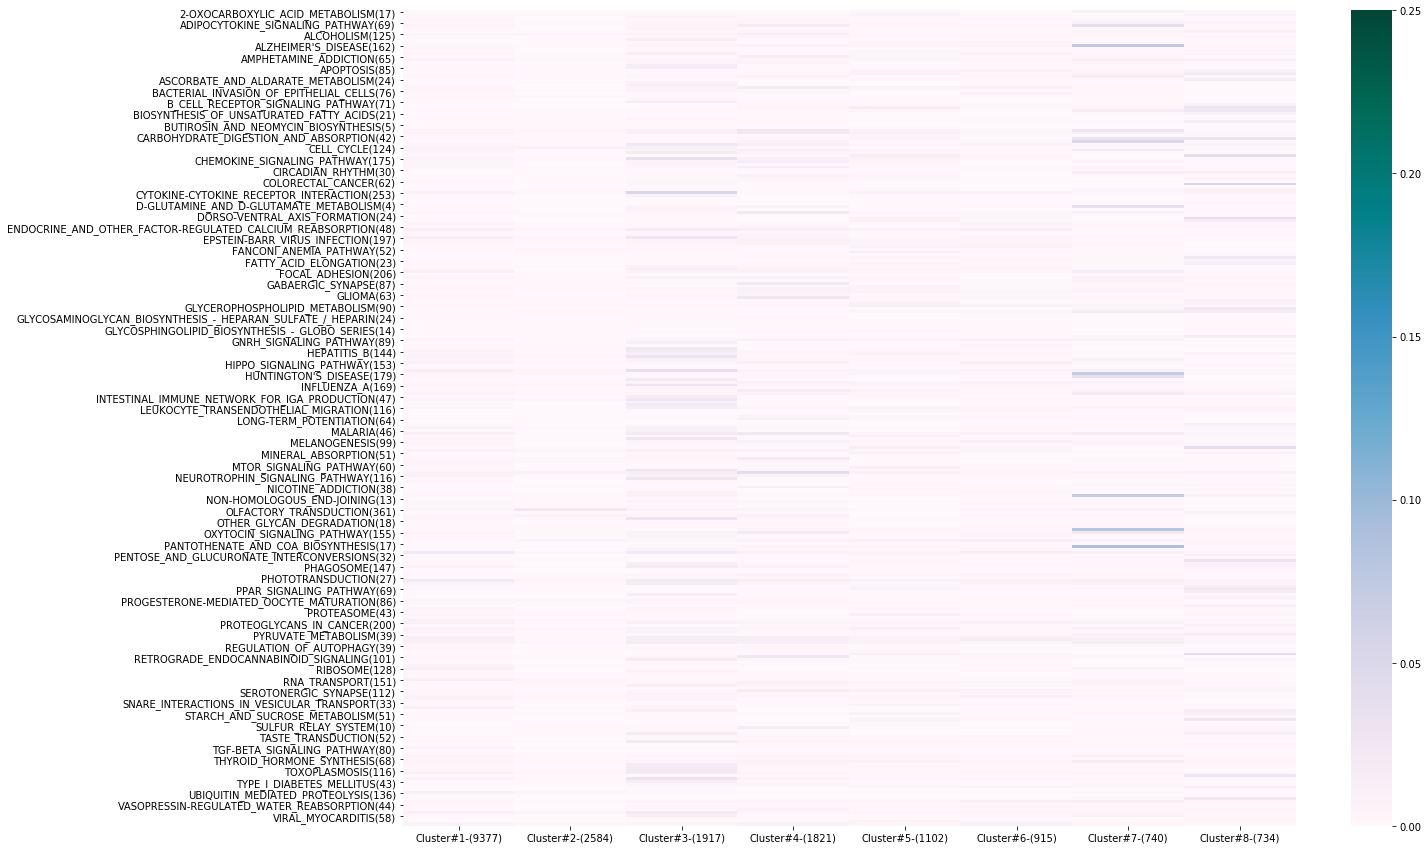 2-OXOCARBOXYLIC_ACID_METABOLISM(17)
ADIPOCYTOKINE_SIGNALING_PATHWAY(69)
ALCOHOLISM(125)
ALZHEIMER'S_DISEASE(162)
AMPHETAMINE_ADDICTION(65)
APOPTOSIS(85)
ASCORBATE_AND_ALDARATE_METABOLISM(24)
BACTERIAL_INVASION_OF_EPITHELIAL_CELLS(76)
B_CELL_RECEPTOR_SIGNALING_PATHWAY(71)
BIOSYNTHESIS_OF_UNSATURATED_FATTY_ACIDS(21)
BUTIROSIN_AND_NEOMYCIN_BIOSYNTHESIS(5)
CARBOHYDRATE_DIGESTION_AND_ABSORPTION(42)
CELL_CYCLE(124)
CHEMOKINE_SIGNALING_PATHWAY(175)
CIRCADIAN_RHYTHM(30)
COLORECTAL_CANCER(62)
CYTOKINE-CYTOKINE_RECEPTOR_INTERACTION(253)
D-GLUTAMINE_AND_D-GLUTAMATE_METABOLISM(4)
DORSO-VENTRAL_AXIS_FORMATION(24)
ENDOCRINE_AND_OTHER_FACTOR-REGULATED_CALCIUM_REABSORPTION(48)
EPSTEIN-BARR_VIRUS_INFECTION(197)
FANCONI_ANEMIA_PATHWAY(52)
FATTY_ACID_ELONGATION(23)
FOCAL_ADHESION(206)
GABAERGIC_SYNAPSE(87)
GLIOMA(63)
GLYCEROPHOSPHOLIPID_METABOLISM(90)
GLYCOSAMINOGLYCAN_BIOSYNTHESIS_-_HEPARAN_SULFATE_/_HEPARIN(24)
GLYCOSPHINGOLIPID_BIOSYNTHESIS_-_GLOBO_SERIES(14)
GNRH_SIGNALING_PATHWAY(89)
HEPATITIS_B(144)
HIPPO_SIGNALING_PATHWAY(153)
HUNTINGTON'S_DISEASE(179)
INFLUENZA_A(169)
INTESTINAL_IMMUNE_NETWORK_FOR_IGA_PRODUCTION(47)
LEUKOCYTE_TRANSENDOTHELIAL_MIGRATION(116)
LONG-TERM_POTENTIATION(64)
MALARIA(46)
MELANOGENESIS(99)
MINERAL_ABSORPTION(51)
MTOR_SIGNALING_PATHWAY(60)
NEUROTROPHIN_SIGNALING_PATHWAY(116)
NICOTINE_ADDICTION(38)
NON-HOMOLOGOUS_END-JOINING(13)
OLFACTORY_TRANSDUCTION(361)
OTHER_GLYCAN_DEGRADATION(18)
OXYTOCIN_SIGNALING_PATHWAY(155)
PANTOTHENATE_AND_COA_BIOSYNTHESIS(17)
PENTOSE_AND_GLUCURONATE_INTERCONVERSIONS(32)
PHAGOSOME(147)
PHOTOTRANSDUCTION(27)
PPAR_SIGNALING_PATHWAY(69)
PROGESTERONE-MEDIATED_OOCYTE_MATURATION(86)
PROTEASOME(43)
PROTEOGLYCANS_IN_CANCER(200)
PYRUVATE_METABOLISM(39)
REGULATION_OF_AUTOPHAGY(39)
RETROGRADE_ENDOCANNABINOID_SIGNALING(101)
RIBOSOME(128)
RNA_TRANSPORT(151)
SEROTONERGIC_SYNAPSE(112)
SNARE_INTERACTIONS_IN_VESICULAR_TRANSPORT(33)
STARCH_AND_SUCROSE_METABOLISM(51)
SULFUR_RELAY_SYSTEM(10)
TASTE_TRANSDUCTION(52)
TGF-BETA_SIGNALING_PATHWAY(80)
THYROID_HORMONE_SYNTHESIS(68)
TOXOPLASMOSIS(116)
TYPE_I_DIABETES_MELLITUS(43)
UBIQUITIN_MEDIATED_PROTEOLYSIS(136)
VASOPRESSIN-REGULATED_WATER_REABSORPTION(44)
VIRAL_MYOCARDITIS(58)
Cluster#1-(9377) Cluster#2-(2584) Cluster#3-(1917) Cluster#4-(1821) Cluster#5-(1102) Cluster#6-(915) Cluster#7-(740) Cluster#8-(734)
0.25
0.20
0.15
0.10
0.05
0.00